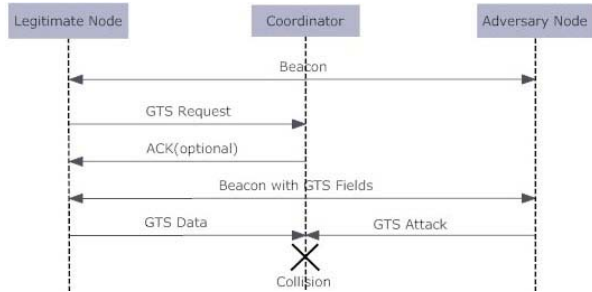 Legitimate Node Coordinator Adversary Node
Beacon
GTS Request
ACK(optional)
Beacon with GTS Fields
GTS Data GTS Attack
Collision